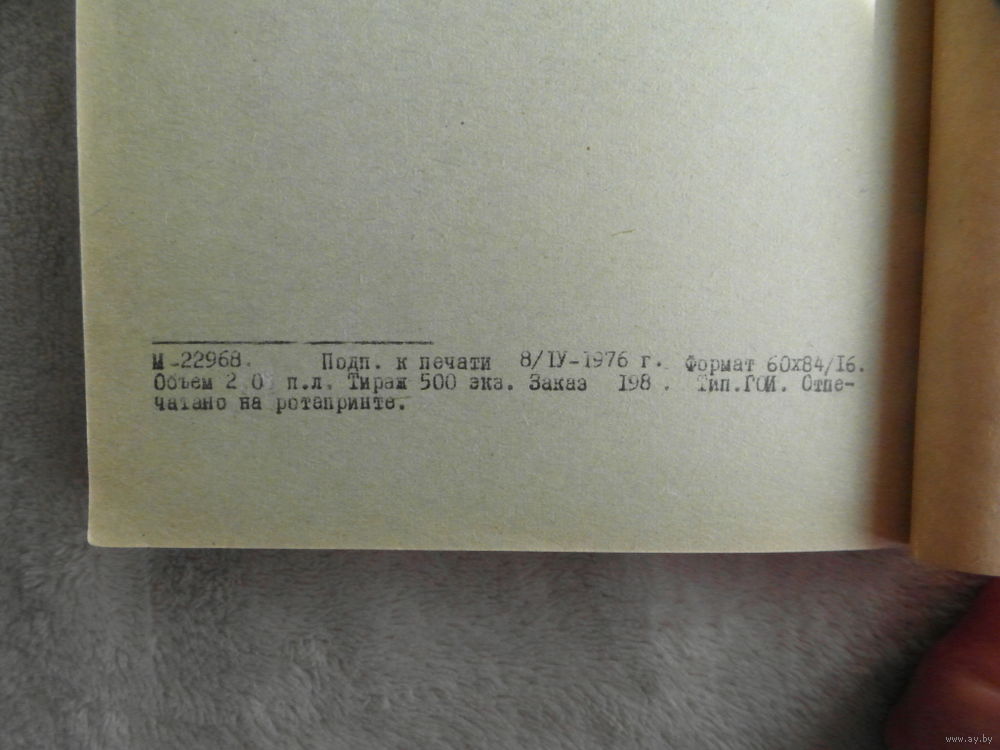 М-22968. Подп. к печати 8/IУ-1976 г. Формат 60х84/16.
Объем 2.0 п.л. Тираж 500 экз. Заказ 198. Тип.ГОИ. Отпе-
чатано на ротапринте.
www.ay.by